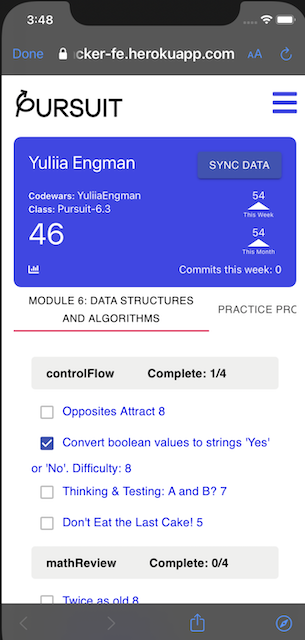 3:48
Done cker-fe.herokuapp.com AA
PURSUIT
Yuliia Engman
SYNC DATA
Codewars: YuliiaEngman
Class: Pursuit-6.3
54
This Week
46
54
This Month
Commits this week: 0
MODULE 6: DATA STRUCTURES
AND ALGORITHMS
PRACTICE PRO
controlFlow Complete: 1/4
Opposites Attract 8
Convert boolean values to strings 'Yes'
or 'No'. Difficulty: 8
Thinking & Testing: A and B? 7
Don't Eat the Last Cake! 5
mathReview Complete: 0/4
Twice as old 8